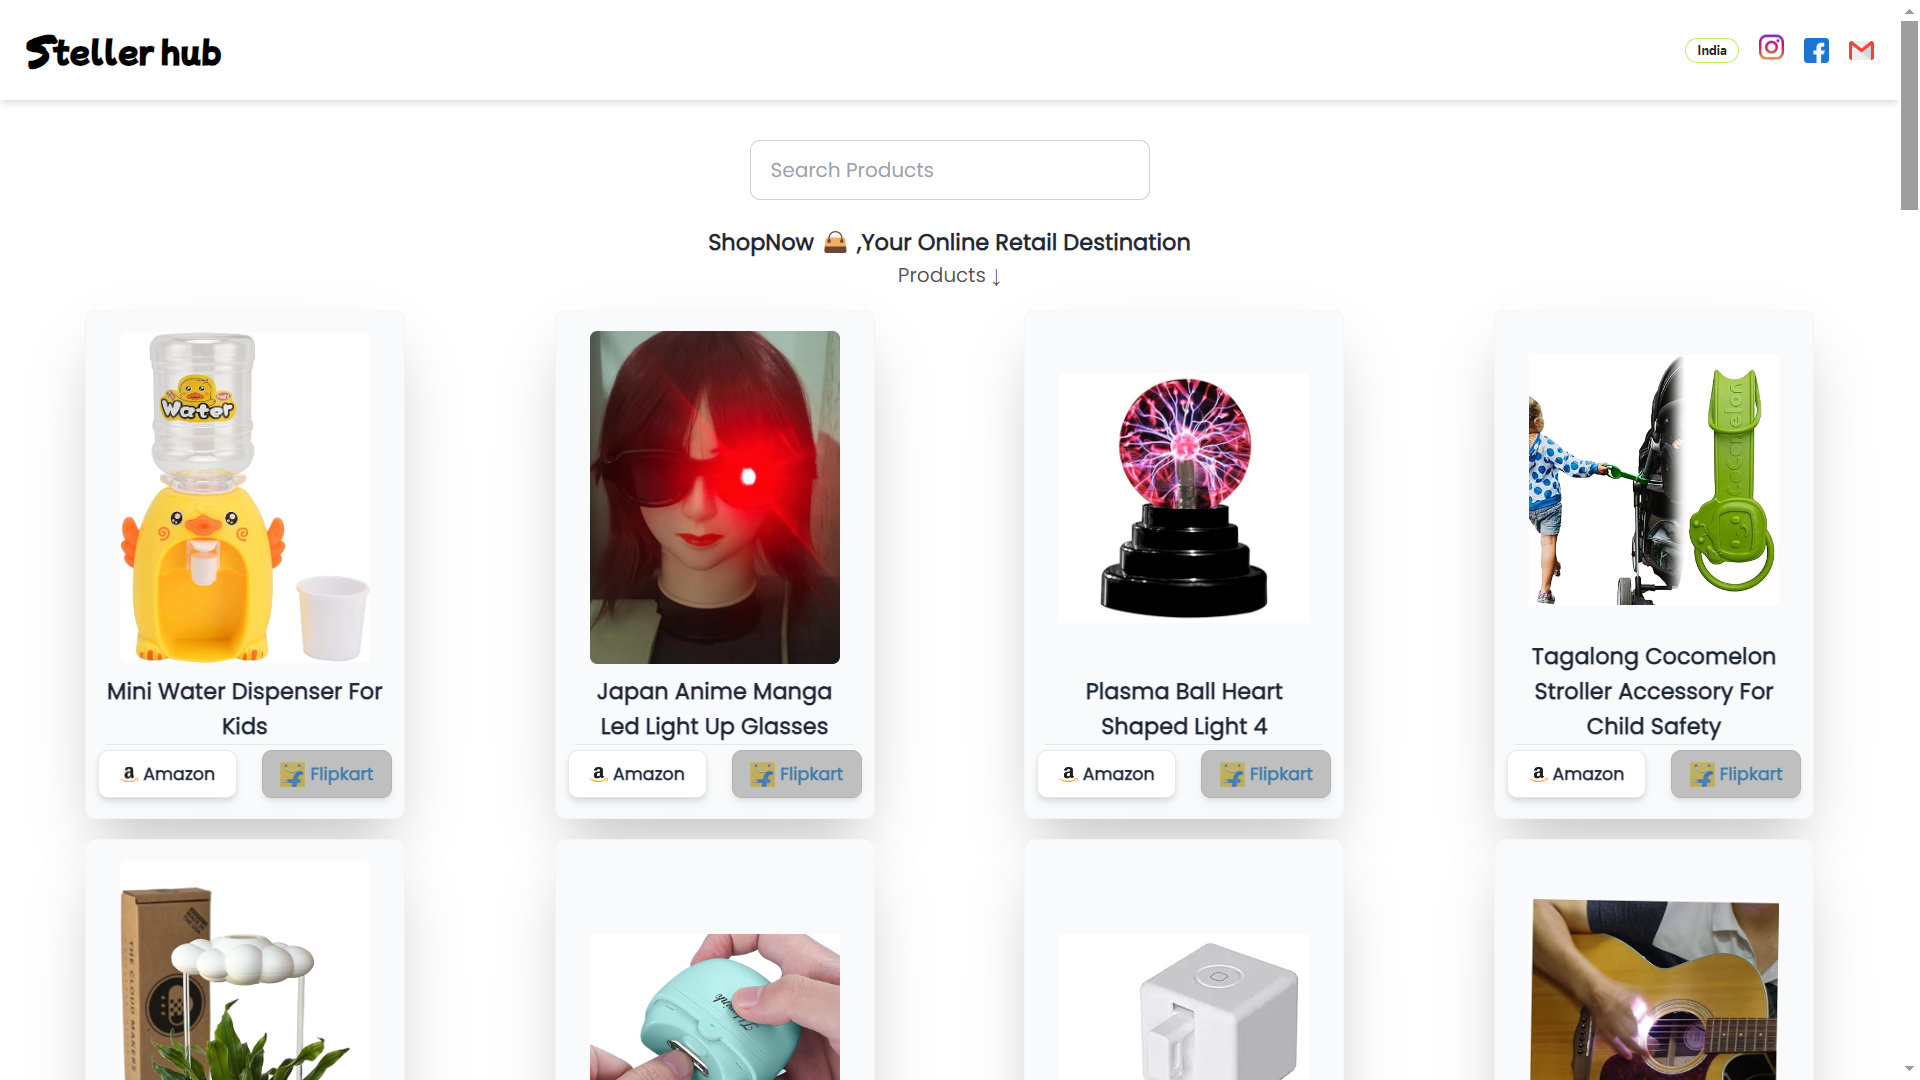 Steller hub
India
Search Products
ShopNow 👜 ,Your Online Retail Destination
Products ↓
Water
Cocomelon
Mini Water Dispenser For
Kids
Amazon
Flipkart
Japan Anime Manga
Led Light Up Glasses
Amazon
Flipkart
Plasma Ball Heart
Shaped Light 4
Amazon
Flipkart
Tagalong Cocomelon
Stroller Accessory For
Child Safety
Amazon
Flipkart
THE CLOUD MAKERS